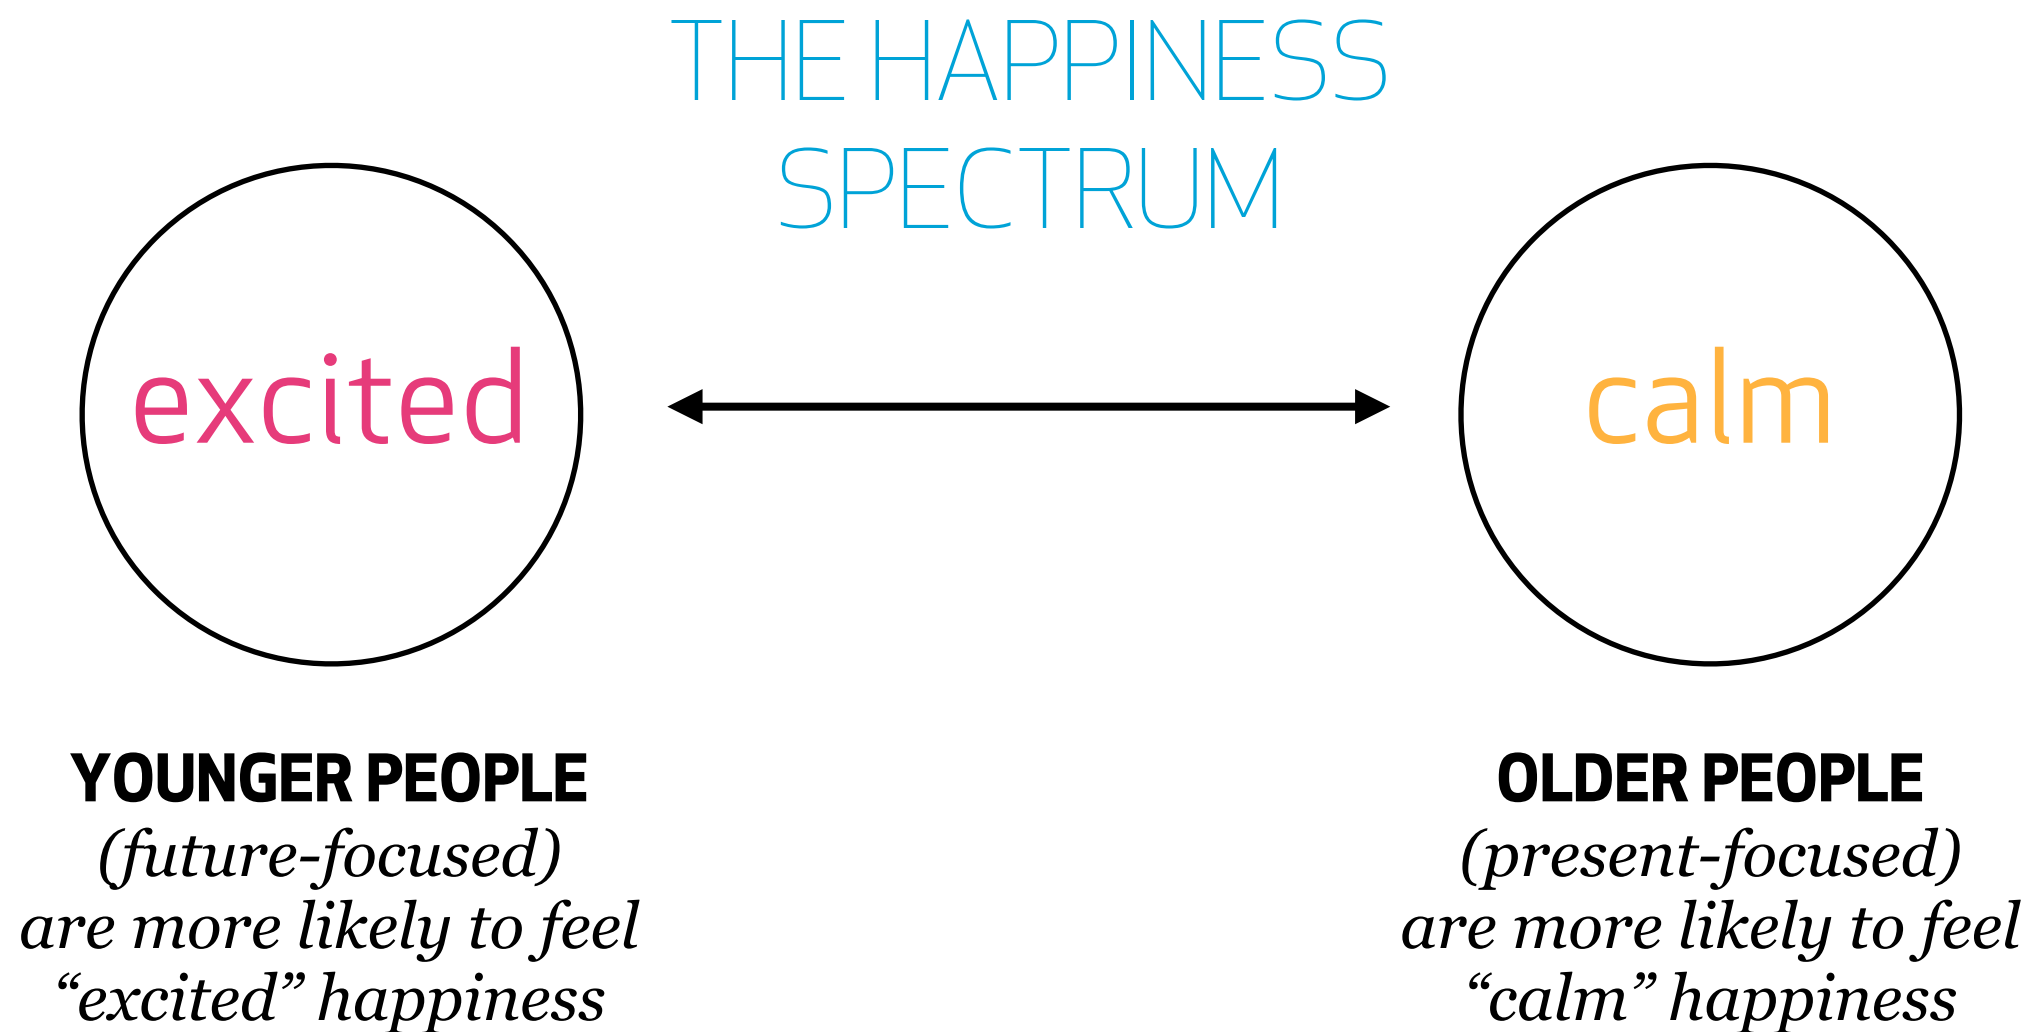 THE HAPPINESS
SPECTRUM
excited
calm
YOUNGER PEOPLE
(future-focused)
are more likely to feel
“excited” happiness
OLDER PEOPLE
(present-focused)
are more likely to feel
“calm” happiness